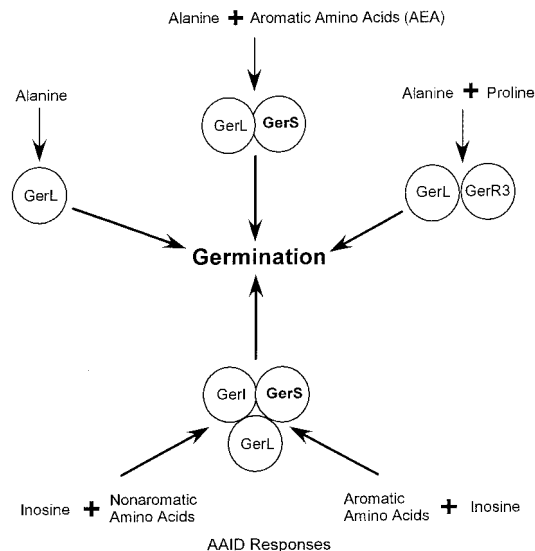 Alanine + Aromatic Amino Acids (AEA)
Alanine
Alanine + Proline
GerL GerS
GerL
GerL GerR3
Germination
GerI GerS
GerL
Inosine + Nonaromatic
Amino Acids
Aromatic
Amino Acids + Inosine
AAID Responses